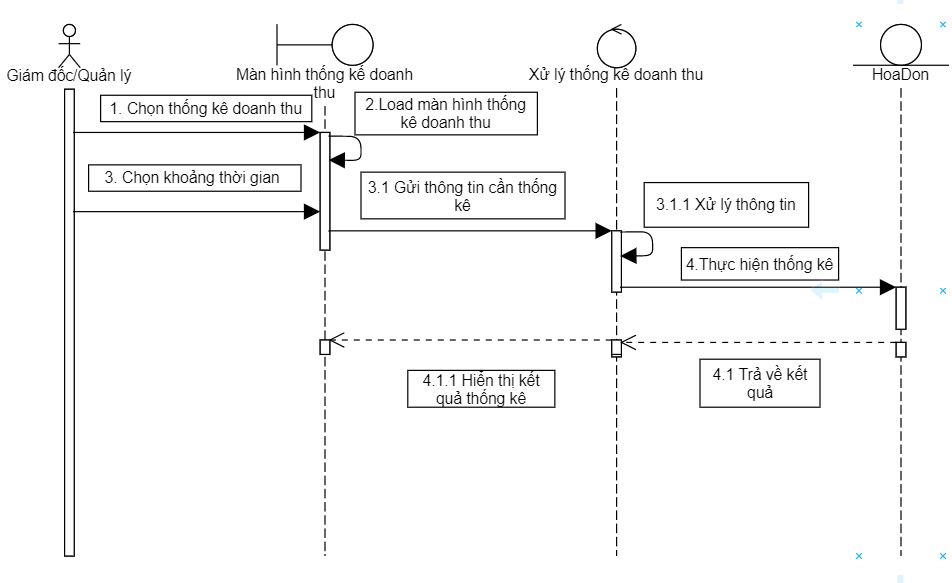 Giám đốc/Quản lý
Màn hình thống kê doanh
thu
Xử lý thống kê doanh thu
HoaDon
1. Chọn thống kê doanh thu
2.Load màn hình thống
kê doanh thu
3. Chọn khoảng thời gian
3.1 Gửi thông tin cần thống
kê
3.1.1 Xử lý thông tin
4.Thực hiện thống kê
4.1.1 Hiển thị kết
quả thống kê
4.1 Trả về kết
quả